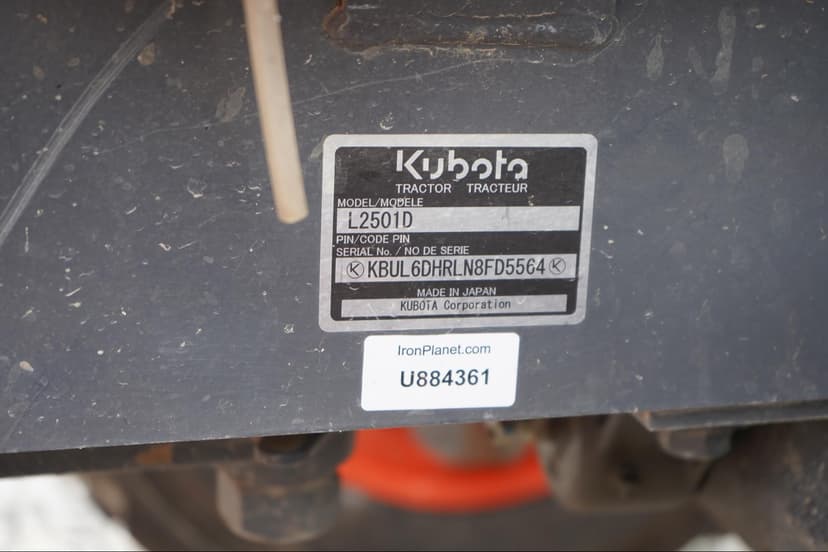 Kubota
TRACTOR TRACTEUR
MODEL/MODELE
L2501D
PIN/CODE PIN
SERIAL No. / NO DE SERIE
KBUL6DHRLN8FD5564
MADE IN JAPAN
KUBOTA Corporation
IronPlanet.com
U884361